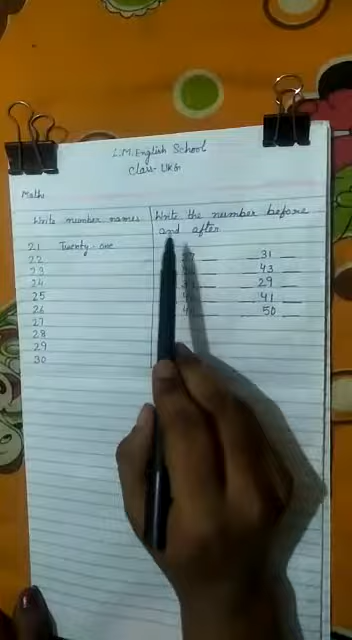 L.M. English School
Class- UKG
Maths
Write number names
21 Twenty-one
22
23
24
25
26
27
28
29
30
Write the number before
and after
31
43
29
41
50